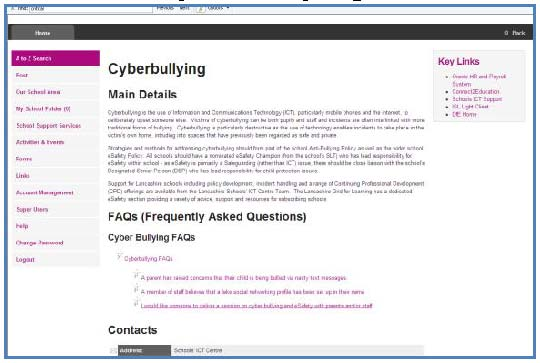 Find: online
Previous Next Options
Home
Back
A to Z Search
Post
Our School Area
My School Folder (0)
School Support Services
Activities & Events
Forms
Links
Account Management
Super Users
Help
Change Password
Logout
Cyberbullying
Main Details
Cyberbullying is the use of Information and Communications Technology (ICT), particularly mobile phones and the internet, to
deliberately upset someone else. Victims of cyberbullying can be both pupils and staff and incidents are often interlinked with more
traditional forms of bullying. Cyberbullying is particularly destructive as the use of technology enables incidents to take place in the
victim's own home, intruding into spaces that have previously been regarded as safe and private.
Strategies and methods for addressing cyberbullying should form part of the school Anti-Bullying Policy as well as the wider school
eSafety Policy. All schools should have a nominated eSafety Champion from the school's SLT who has lead responsibility for
eSafety within school - as eSafety is primarily a Safeguarding (rather than 'ICT') issue, there should be close liaison with the school's
Designated Senior Person (DSP) who has lead responsibility for child protection issues.
Support for Lancashire schools including policy development, incident handling and a range of Continuing Professional Development
(CPD) offerings are available from the Lancashire Schools' ICT Centre Team. The Lancashire Grid for Learning has a dedicated
eSafety section providing a variety of advice, support and resources for subscribing schools
FAQs (Frequently Asked Questions)
Cyber Bullying FAQs
Cyberbullying FAQs
A parent has raised concerns that their child is being bullied via nasty text messages.
A member of staff believes that a fake social networking profile has been set up in their name
I would like someone to deliver a session on cyberbullying and eSafety with parents and/or staff
Contacts
Address: Schools' ICT Centre
Key Links
Oracle HR and Payroll
System
Connect2Education
Schools ICT Support
DfE Home